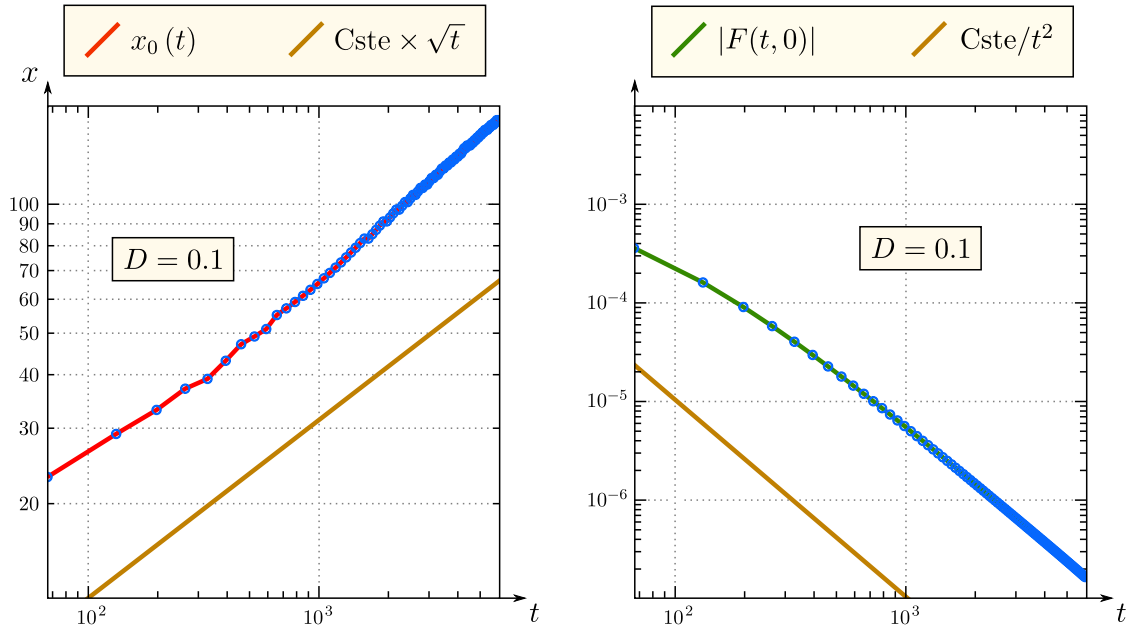 x₀ (t)
Cste × √t
x
100
90
80
70
60
50
40
30
20
D = 0.1
10²
10³
t
|F(t, 0)|
Cste/t²
10⁻³
10⁻⁴
10⁻⁵
10⁻⁶
D = 0.1
10²
10³
t